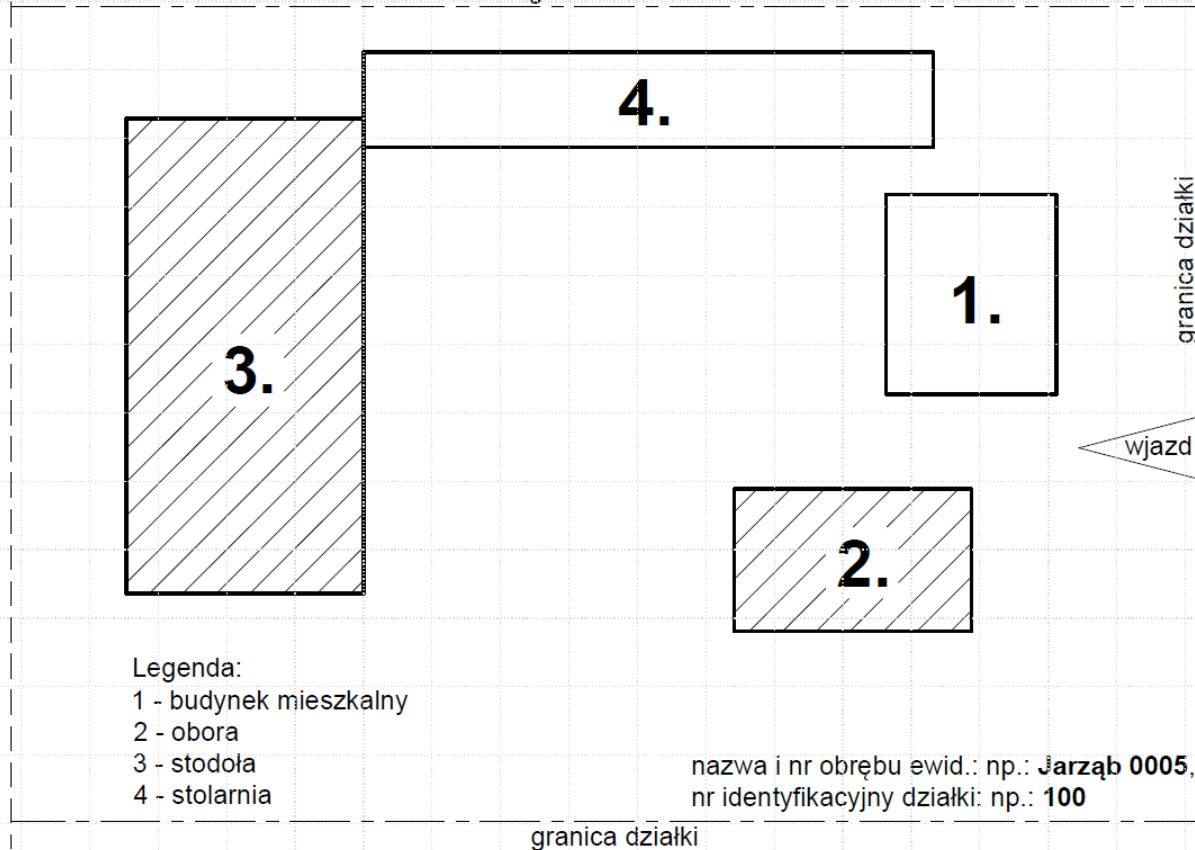 4.
granica działki
1.
3.
wjazd
2.
Legenda:
1 - budynek mieszkalny
2 - obora
3 - stodoła
4 - stolarnia
nazwa i nr obrębu ewid.: np.: Jarząb 0005,
nr identyfikacyjny działki: np.: 100
granica działki